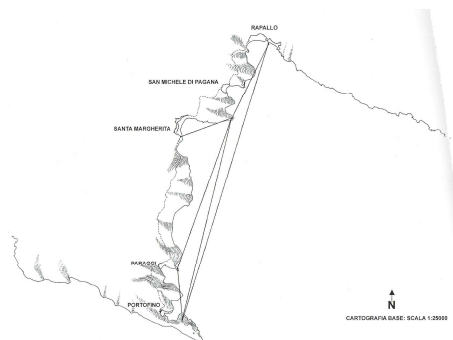 RAPALLO
SAN MICHELE DI PAGANA
SANTA MARGHERITA
PARAGGI
PORTOFINO
N
CARTOGRAFIA BASE: SCALA 1:25000